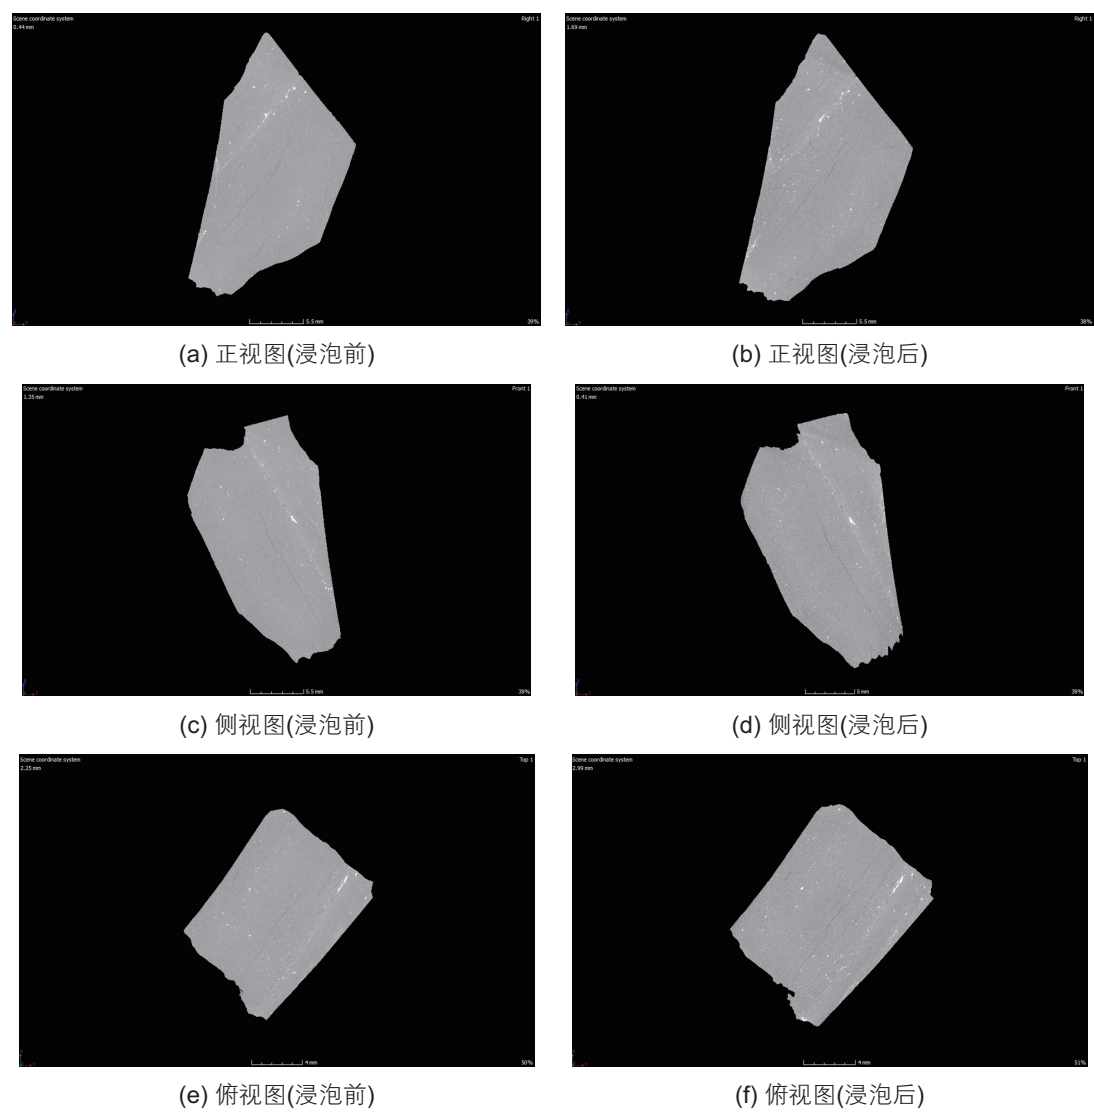 Scene coordinate system Right 1
0.44 mm
5.5 mm 39%
Scene coordinate system Right 1
1.69 mm
5.5 mm 38%
(a) 正视图(浸泡前)
(b) 正视图(浸泡后)
Scene coordinate system Front 1
1.35 mm
5.5 mm 39%
Scene coordinate system Front 1
0.41 mm
5 mm 39%
(c) 侧视图(浸泡前)
(d) 侧视图(浸泡后)
Scene coordinate system Top 1
2.25 mm
4 mm 50%
Scene coordinate system Top 1
2.99 mm
4 mm 51%
(e) 俯视图(浸泡前)
(f) 俯视图(浸泡后)